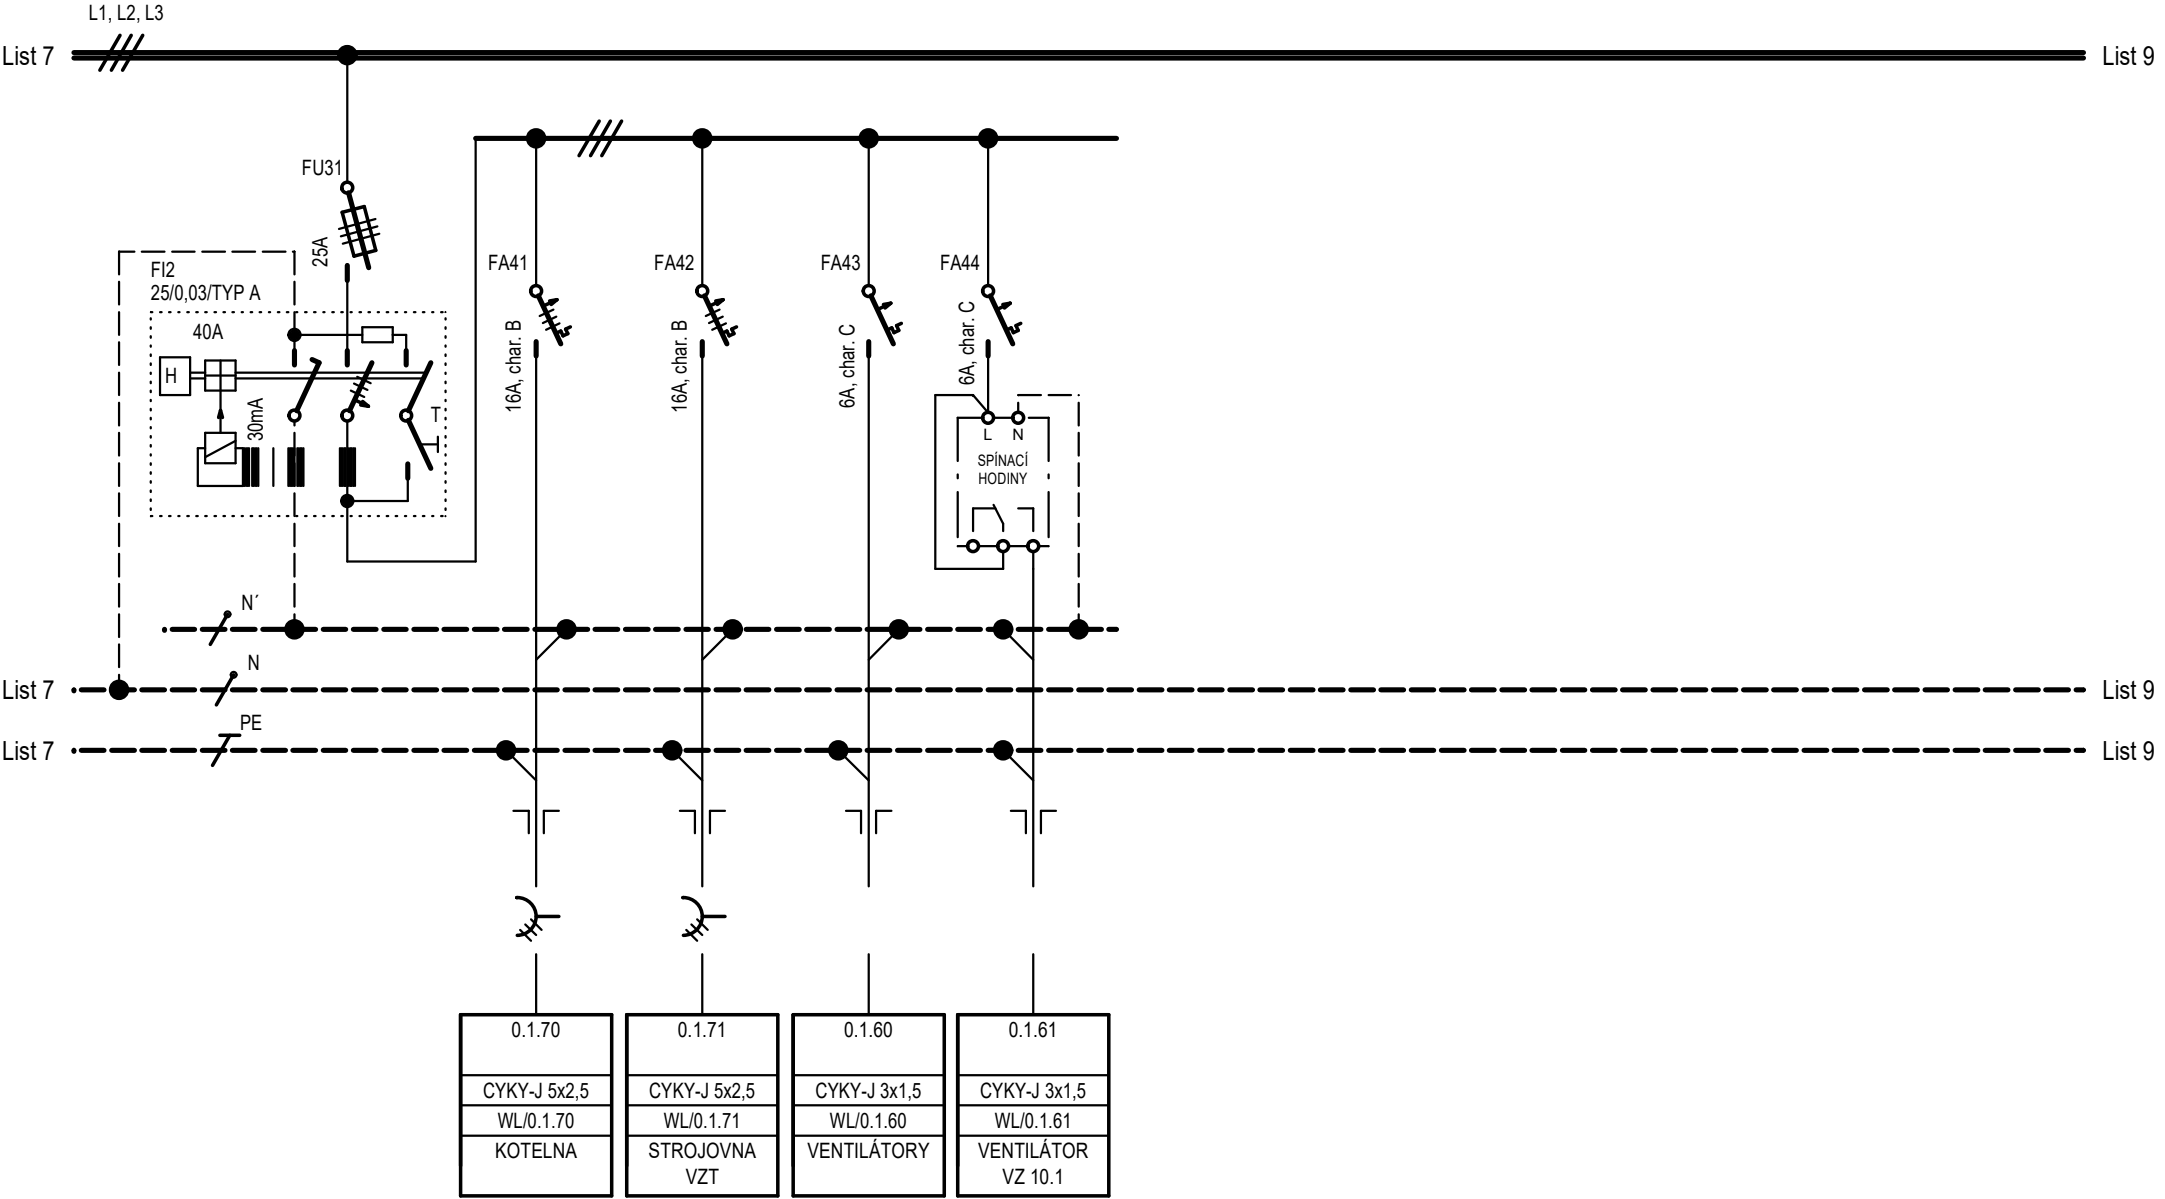 L1, L2, L3
List 7
List 9
FU31
25A
FI2
25/0,03/TYP A
40A
H
30mA
T
FA41
16A, char. B
FA42
16A, char. B
FA43
6A, char. C
FA44
6A, char. C
L N
SPÍNACÍ
HODINY
N´
N
List 7
List 9
PE
List 7
List 9
0.1.70
CYKY-J 5x2,5
WL/0.1.70
KOTELNA
0.1.71
CYKY-J 5x2,5
WL/0.1.71
STROJOVNA
VZT
0.1.60
CYKY-J 3x1,5
WL/0.1.60
VENTILÁTORY
0.1.61
CYKY-J 3x1,5
WL/0.1.61
VENTILÁTOR
VZ 10.1